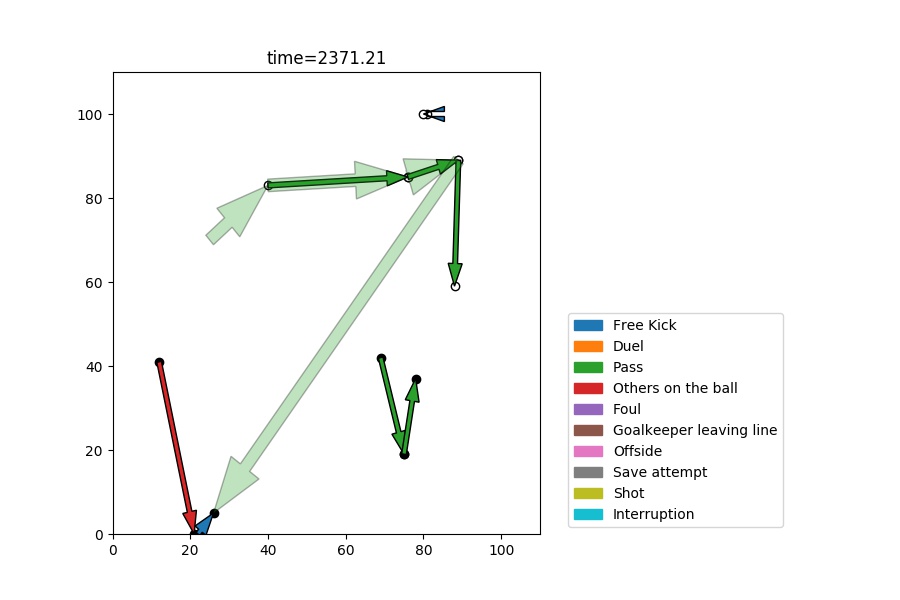 time=2371.21
100
80
60
40
20
0
0
20
40
60
80
100
Free Kick
Duel
Pass
Others on the ball
Foul
Goalkeeper leaving line
Offside
Save attempt
Shot
Interruption